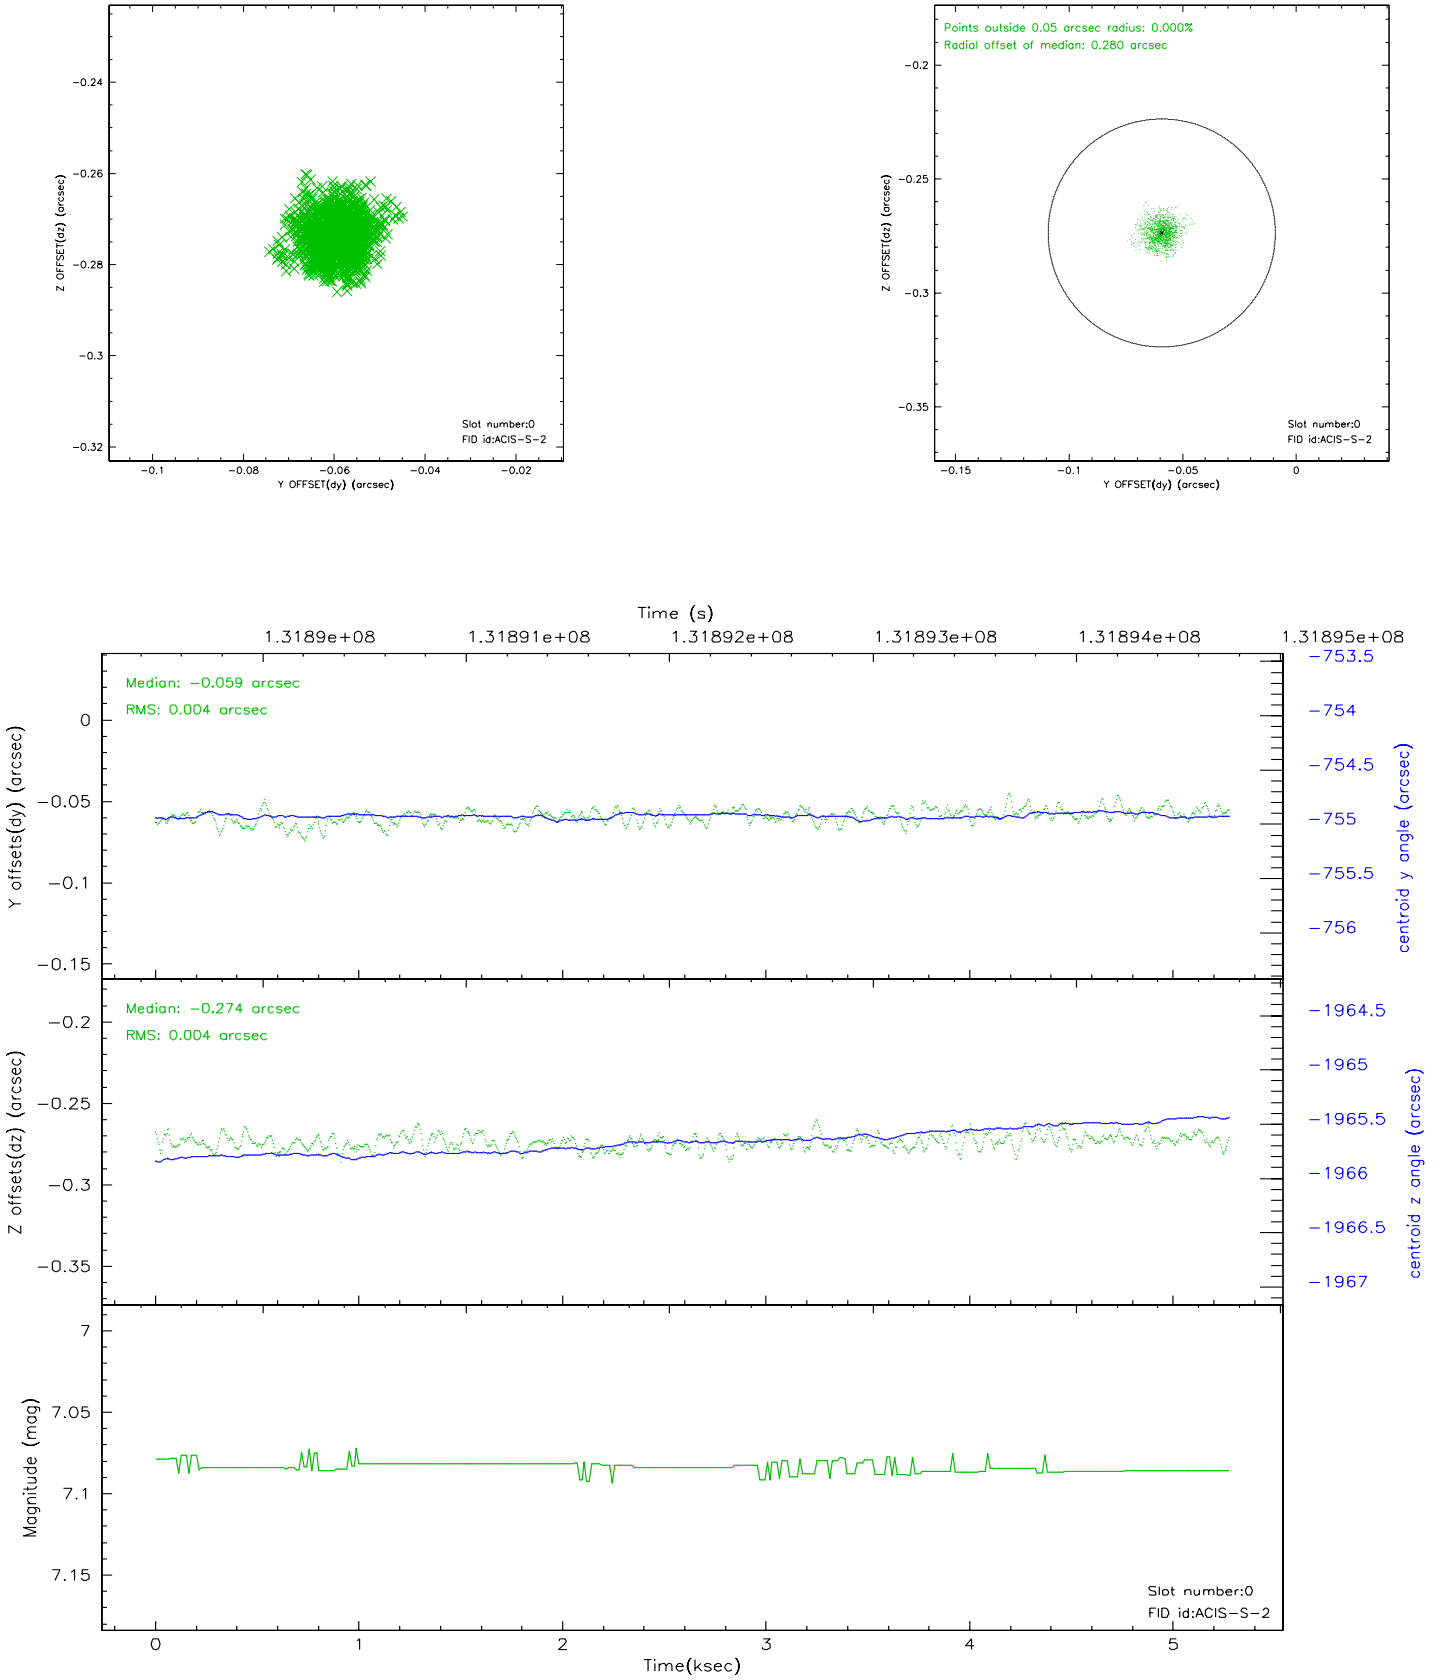 −0.24
−0.26
−0.28
−0.3
−0.32
Z OFFSET(dz) (arcsec)
Slot number:0
FID id:ACIS−S−2
−0.1 −0.08 −0.06 −0.04 −0.02
Y OFFSET(dy) (arcsec)
Points outside 0.05 arcsec radius: 0.000%
Radial offset of median: 0.280 arcsec
−0.2
−0.25
−0.3
−0.35
Z OFFSET(dz) (arcsec)
Slot number:0
FID id:ACIS−S−2
−0.15 −0.1 −0.05 0
Y OFFSET(dy) (arcsec)
Time (s)
1.3189e+08 1.31891e+08 1.31892e+08 1.31893e+08 1.31894e+08 1.31895e+08
Median: −0.059 arcsec
RMS: 0.004 arcsec
0
−0.05
−0.1
−0.15
Y offsets(dy) (arcsec)
−753.5
−754
−754.5
−755
−755.5
−756
centroid y angle (arcsec)
Median: −0.274 arcsec
RMS: 0.004 arcsec
−0.2
−0.25
−0.3
−0.35
Z offsets(dz) (arcsec)
−1964.5
−1965
−1965.5
−1966
−1966.5
−1967
centroid z angle (arcsec)
7
7.05
7.1
7.15
Magnitude (mag)
Slot number:0
FID id:ACIS−S−2
0 1 2 3 4 5
Time(ksec)